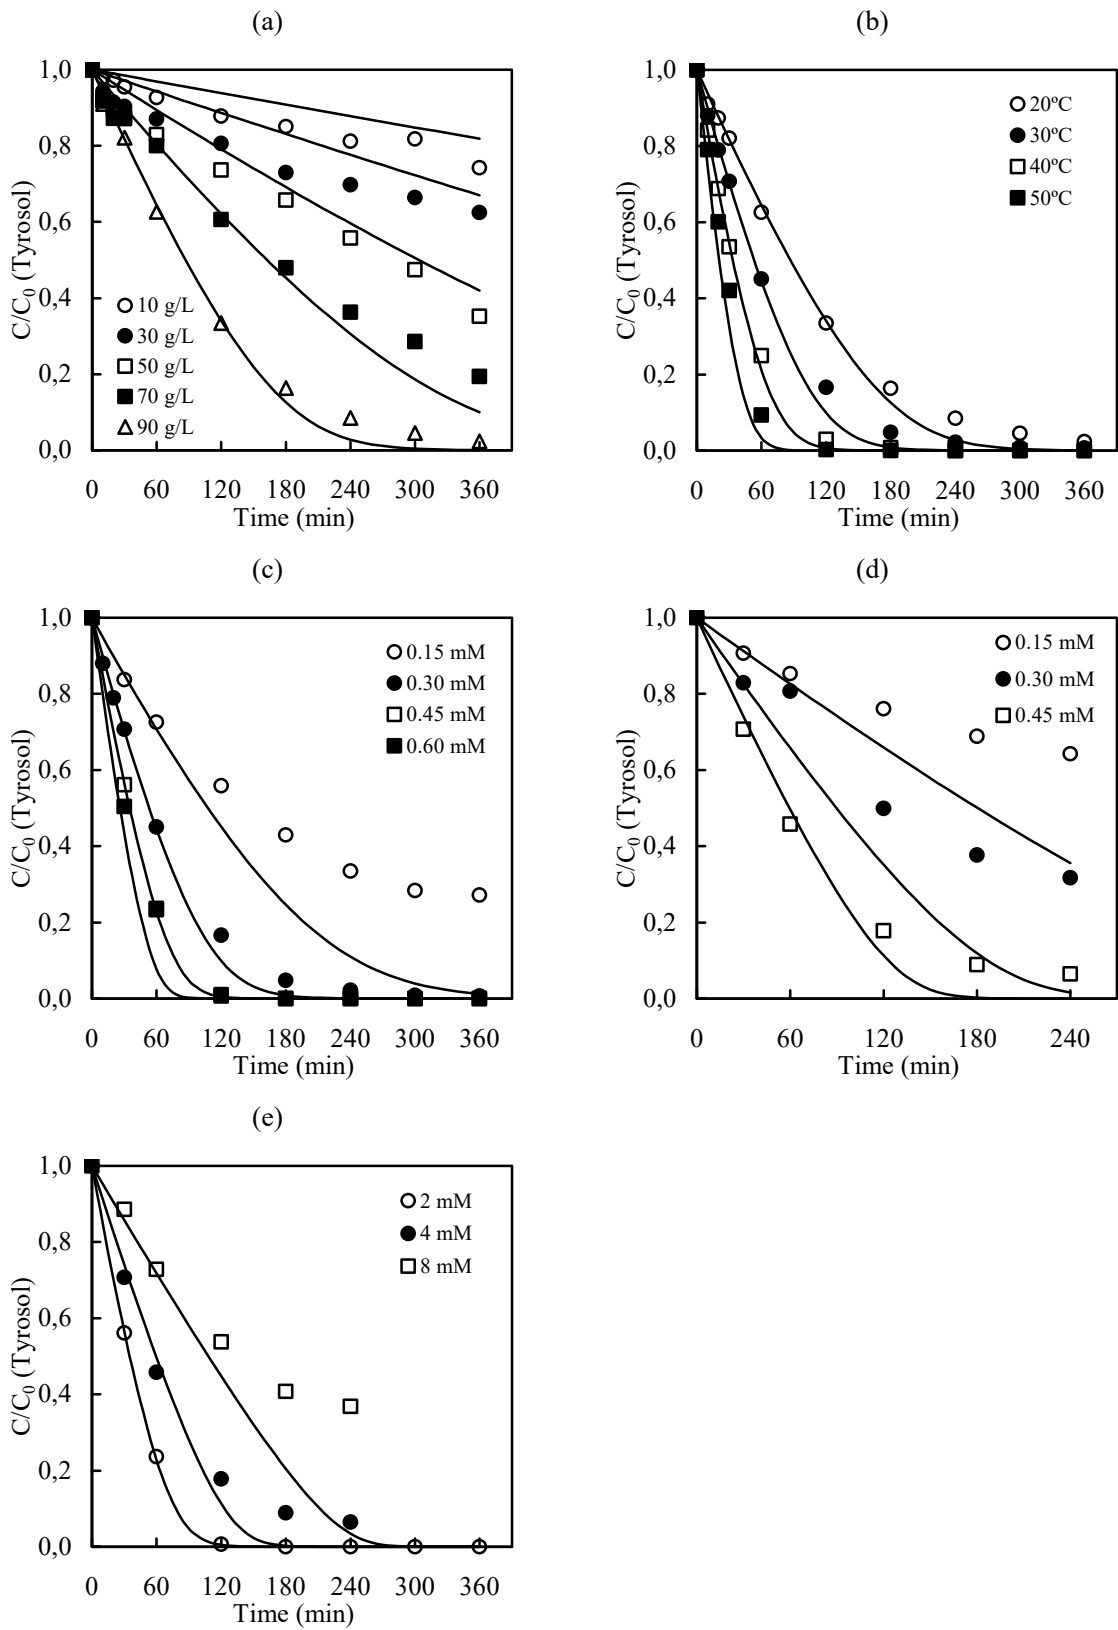 (a)
1,0
0,8
0,6
0,4
0,2
0,0
C/C0 (Tyrosol)
10 g/L
30 g/L
50 g/L
70 g/L
90 g/L
0 60 120 180 240 300 360
Time (min)
(b)
1,0
0,8
0,6
0,4
0,2
0,0
C/C0 (Tyrosol)
20ºC
30ºC
40ºC
50ºC
0 60 120 180 240 300 360
Time (min)
(c)
1,0
0,8
0,6
0,4
0,2
0,0
C/C0 (Tyrosol)
0.15 mM
0.30 mM
0.45 mM
0.60 mM
0 60 120 180 240 300 360
Time (min)
(d)
1,0
0,8
0,6
0,4
0,2
0,0
C/C0 (Tyrosol)
0.15 mM
0.30 mM
0.45 mM
0 60 120 180 240
Time (min)
(e)
1,0
0,8
0,6
0,4
0,2
0,0
C/C0 (Tyrosol)
2 mM
4 mM
8 mM
0 60 120 180 240 300 360
Time (min)